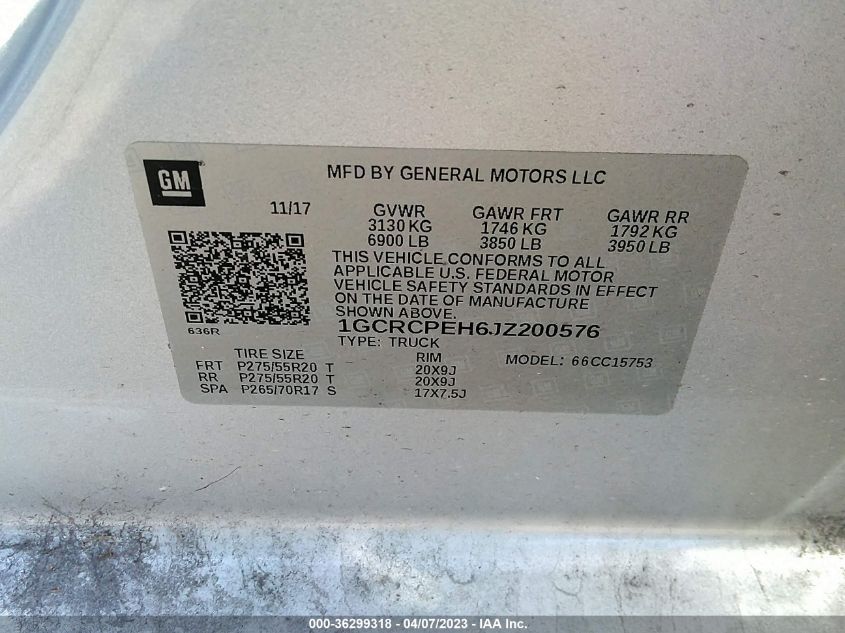 GM
MFD BY GENERAL MOTORS LLC
11/17
GVWR GAWR FRT GAWR RR
3130 KG 1746 KG 1792 KG
6900 LB 3850 LB 3950 LB
THIS VEHICLE CONFORMS TO ALL
APPLICABLE U.S. FEDERAL MOTOR
VEHICLE SAFETY STANDARDS IN EFFECT
ON THE DATE OF MANUFACTURE
SHOWN ABOVE.
636R
1GCRCPEH6JZ200576
TYPE: TRUCK
MODEL: 66CC15753
TIRE SIZE RIM
FRT P275/55R20 T 20X9J
RR P275/55R20 T 20X9J
SPA P265/70R17 S 17X7.5J
000-36299318 - 04/07/2023 - IAA Inc.